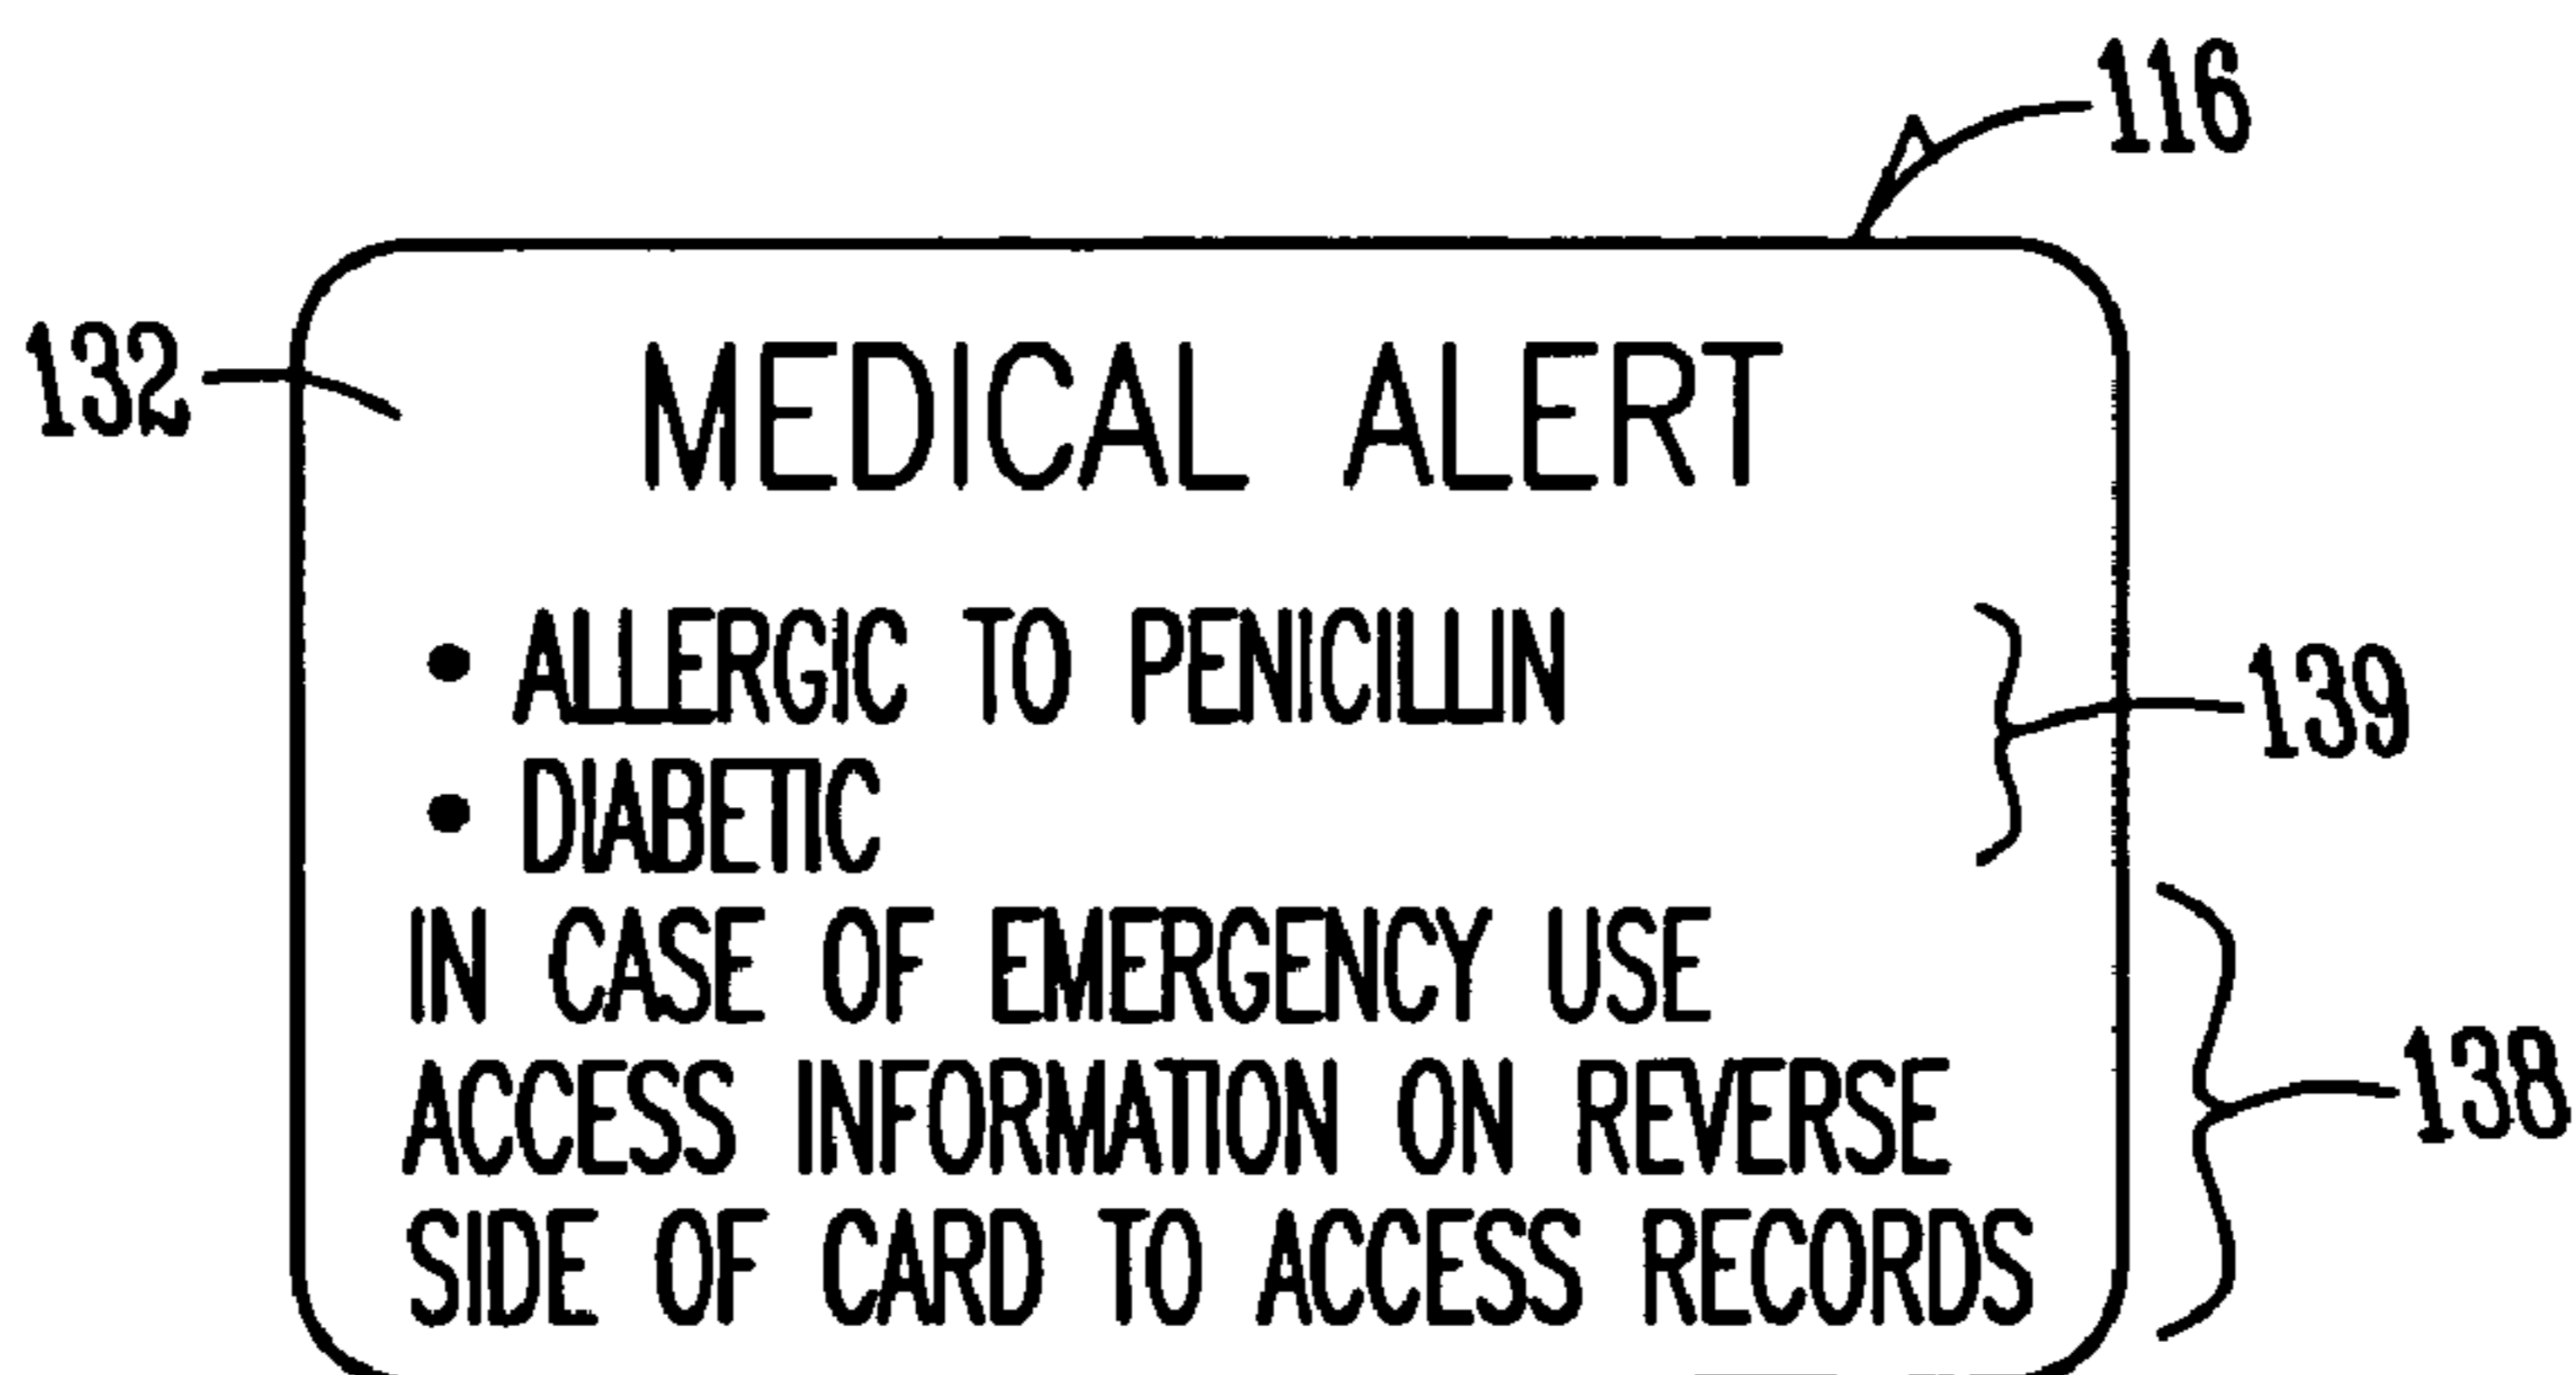 116
132
MEDICAL ALERT
• ALLERGIC TO PENICILLIN
139
• DIABETIC
IN CASE OF EMERGENCY USE
ACCESS INFORMATION ON REVERSE
138
SIDE OF CARD TO ACCESS RECORDS